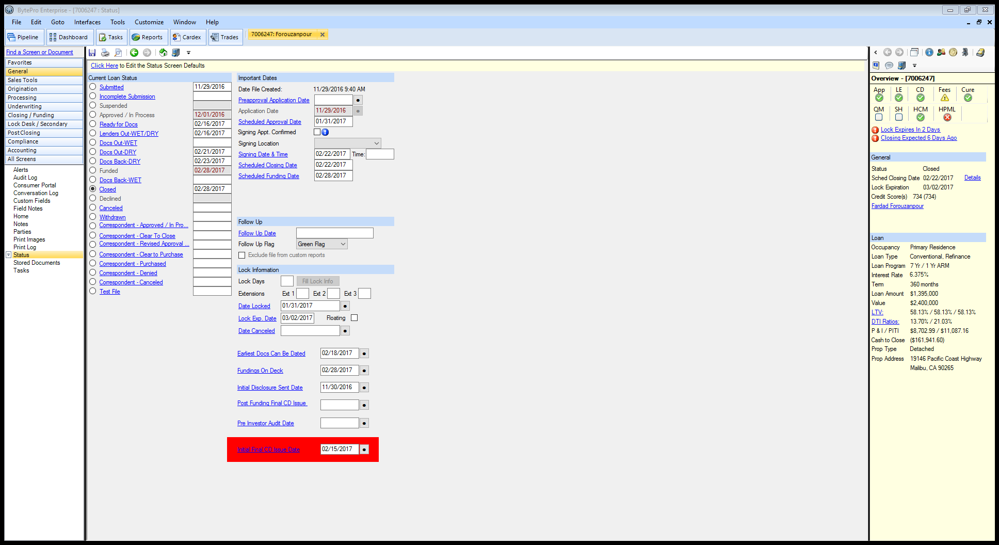 BytePro Enterprise - [7006247 : Status]
File Edit Goto Interfaces Tools Customize Window Help
Pipeline Dashboard Tasks Reports Cardex Trades 7006247: Forouzanpour
Find a Screen or Document
Favorites
General
Sales Tools
Origination
Processing
Underwriting
Closing / Funding
Lock Desk / Secondary
PostClosing
Compliance
Accounting
All Screens
Alerts
Audit Log
Consumer Portal
Conversation Log
Custom Fields
Field Notes
Home
Notes
Parties
Print Images
Print Log
Status
Stored Documents
Tasks
Click Here to Edit the Status Screen Defaults
Current Loan Status
Submitted 11/29/2016
Incomplete Submission
Suspended
Approved / In Process 12/01/2016
Ready for Docs 02/16/2017
Lenders Out-WET/DRY 02/16/2017
Docs Out-WET
Docs Out-DRY 02/21/2017
Docs Back-DRY 02/23/2017
Funded 02/28/2017
Docs Back-WET
Closed 02/28/2017
Declined
Canceled
Withdrawn
Correspondent - Approved / In Pro...
Correspondent - Clear To Close
Correspondent - Revised Approval ...
Correspondent - Clear to Purchase
Correspondent - Purchased
Correspondent - Denied
Correspondent - Canceled
Test File
Important Dates
Date File Created: 11/29/2016 9:40 AM
Preapproval Application Date
Application Date 11/29/2016
Scheduled Approval Date 01/31/2017
Signing Appt. Confirmed
Signing Location
Signing Date & Time 02/22/2017 Time:
Scheduled Closing Date 02/22/2017
Scheduled Funding Date 02/28/2017
Follow Up
Follow Up Date
Follow Up Flag Green Flag
Exclude file from custom reports
Lock Information
Lock Days Fill Lock Info
Extensions Ext 1 Ext 2 Ext 3
Date Locked 01/31/2017
Lock Exp. Date 03/02/2017 Floating
Date Canceled
Earliest Docs Can Be Dated 02/18/2017
Fundings On Deck 02/28/2017
Initial Disclosure Sent Date 11/30/2016
Post Funding Final CD Issue
Pre Investor Audit Date
Initial Final CD Issue Date 02/15/2017
Overview - [7006247]
App LE CD Fees Cure
QM SH HCM HPML
Lock Expires In 2 Days
Closing Expected 6 Days Ago
General
Status Closed
Sched Closing Date 02/22/2017 Details
Lock Expiration 03/02/2017
Credit Score(s) 734 (734)
Fardad Forouzanpour
Loan
Occupancy Primary Residence
Loan Type Conventional, Refinance
Loan Program 7 Yr / 1 Yr ARM
Interest Rate 6.375%
Term 360 months
Loan Amount $1,395,000
Value $2,400,000
LTV: 58.13% / 58.13% / 58.13%
DTI Ratios: 13.70% / 21.03%
P & I / PITI $8,702.99 / $11,087.16
Cash to Close ($161,941.60)
Prop Type Detached
Prop Address 19146 Pacific Coast Highway
Malibu, CA 90265